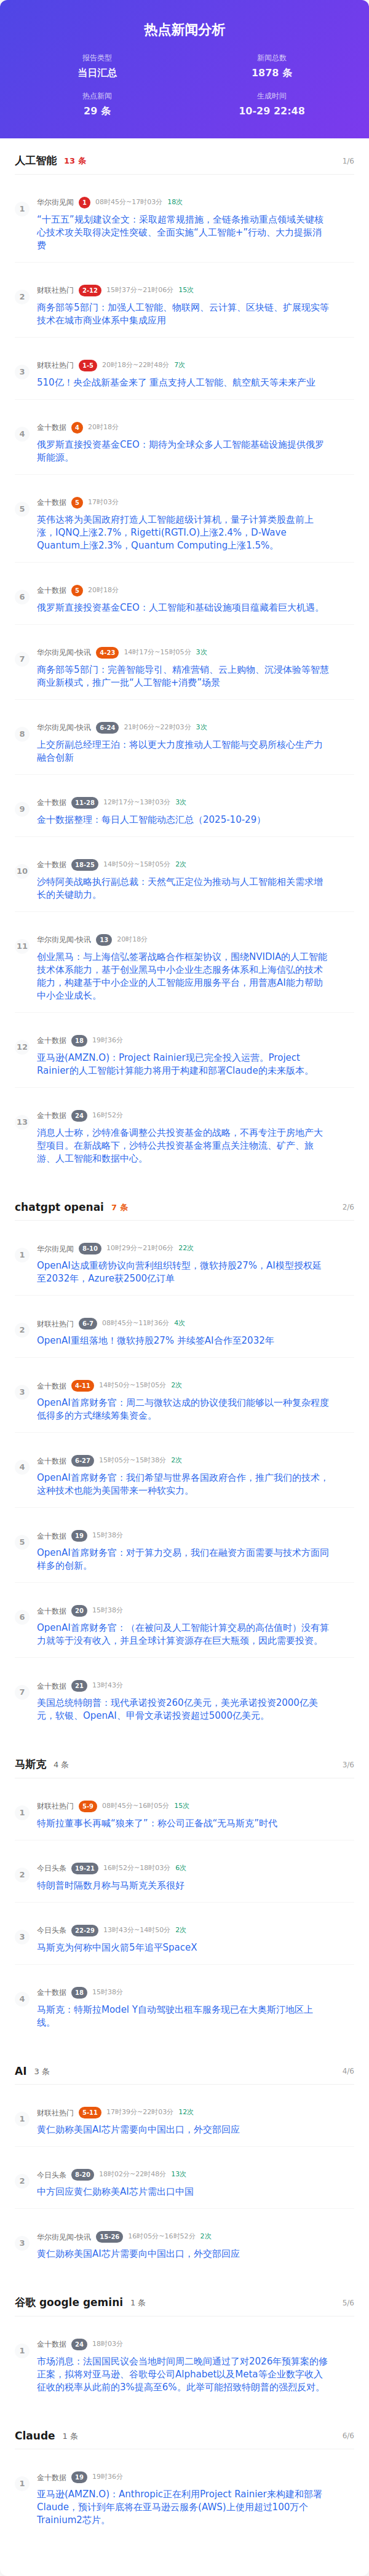 热点新闻分析
报告类型
当日汇总
新闻总数
1878 条
热点新闻
29 条
生成时间
10-29 22:48
人工智能 13 条 1/6
1
华尔街见闻 1 08时45分~17时03分 18次
“十五五”规划建议全文：采取超常规措施，全链条推动重点领域关键核
心技术攻关取得决定性突破、全面实施“人工智能+”行动、大力提振消
费
2
财联社热门 2-12 15时37分~21时06分 15次
商务部等5部门：加强人工智能、物联网、云计算、区块链、扩展现实等
技术在城市商业体系中集成应用
3
财联社热门 1-5 20时18分~22时48分 7次
510亿！央企战新基金来了 重点支持人工智能、航空航天等未来产业
4
金十数据 4 20时18分
俄罗斯直接投资基金CEO：期待为全球众多人工智能基础设施提供俄罗
斯能源。
5
金十数据 5 17时03分
英伟达将为美国政府打造人工智能超级计算机，量子计算类股盘前上
涨，IQNQ上涨2.7%，Rigetti(RGTI.O)上涨2.4%，D-Wave
Quantum上涨2.3%，Quantum Computing上涨1.5%。
6
金十数据 5 20时18分
俄罗斯直接投资基金CEO：人工智能和基础设施项目蕴藏着巨大机遇。
7
华尔街见闻-快讯 4-23 14时17分~15时05分 3次
商务部等5部门：完善智能导引、精准营销、云上购物、沉浸体验等智慧
商业新模式，推广一批“人工智能+消费”场景
8
华尔街见闻-快讯 6-24 21时06分~22时03分 3次
上交所副总经理王泊：将以更大力度推动人工智能与交易所核心生产力
融合创新
9
金十数据 11-28 12时17分~13时03分 3次
金十数据整理：每日人工智能动态汇总（2025-10-29）
10
金十数据 18-25 14时50分~15时05分 2次
沙特阿美战略执行副总裁：天然气正定位为推动与人工智能相关需求增
长的关键助力。
11
华尔街见闻-快讯 13 20时18分
创业黑马：与上海信弘签署战略合作框架协议，围绕NVIDIA的人工智能
技术体系能力，基于创业黑马中小企业生态服务体系和上海信弘的技术
能力，构建基于中小企业的人工智能应用服务平台，用普惠AI能力帮助
中小企业成长。
12
金十数据 18 19时36分
亚马逊(AMZN.O)：Project Rainier现已完全投入运营。Project
Rainier的人工智能计算能力将用于构建和部署Claude的未来版本。
13
金十数据 24 16时52分
消息人士称，沙特准备调整公共投资基金的战略，不再专注于房地产大
型项目。在新战略下，沙特公共投资基金将重点关注物流、矿产、旅
游、人工智能和数据中心。
chatgpt openai 7 条 2/6
1
华尔街见闻 8-10 10时29分~21时06分 22次
OpenAI达成重磅协议向营利组织转型，微软持股27%，AI模型授权延
至2032年，Azure获2500亿订单
2
财联社热门 6-7 08时45分~11时36分 4次
OpenAI重组落地！微软持股27% 并续签AI合作至2032年
3
金十数据 4-11 14时50分~15时05分 2次
OpenAI首席财务官：周二与微软达成的协议使我们能够以一种复杂程度
低得多的方式继续筹集资金。
4
金十数据 6-27 15时05分~15时38分 2次
OpenAI首席财务官：我们希望与世界各国政府合作，推广我们的技术，
这种技术也能为美国带来一种软实力。
5
金十数据 19 15时38分
OpenAI首席财务官：对于算力交易，我们在融资方面需要与技术方面同
样多的创新。
6
金十数据 20 15时38分
OpenAI首席财务官：（在被问及人工智能计算交易的高估值时）没有算
力就等于没有收入，并且全球计算资源存在巨大瓶颈，因此需要投资。
7
金十数据 21 13时43分
美国总统特朗普：现代承诺投资260亿美元，美光承诺投资2000亿美
元，软银、OpenAI、甲骨文承诺投资超过5000亿美元。
马斯克 4 条 3/6
1
财联社热门 5-9 08时45分~16时05分 15次
特斯拉董事长再喊“狼来了”：称公司正备战“无马斯克”时代
2
今日头条 19-21 16时52分~18时03分 6次
特朗普时隔数月称与马斯克关系很好
3
今日头条 22-29 13时43分~14时50分 2次
马斯克为何称中国火箭5年追平SpaceX
4
金十数据 18 15时38分
马斯克：特斯拉Model Y自动驾驶出租车服务现已在大奥斯汀地区上
线。
AI 3 条 4/6
1
财联社热门 5-11 17时39分~22时03分 12次
黄仁勋称美国AI芯片需要向中国出口，外交部回应
2
今日头条 8-20 18时02分~22时48分 13次
中方回应黄仁勋称美AI芯片需出口中国
3
华尔街见闻-快讯 15-26 16时05分~16时52分 2次
黄仁勋称美国AI芯片需要向中国出口，外交部回应
谷歌 google gemini 1 条 5/6
1
金十数据 24 18时03分
市场消息：法国国民议会当地时间周二晚间通过了对2026年预算案的修
正案，拟将对亚马逊、谷歌母公司Alphabet以及Meta等企业数字收入
征收的税率从此前的3%提高至6%。此举可能招致特朗普的强烈反对。
Claude 1 条 6/6
1
金十数据 19 19时36分
亚马逊(AMZN.O)：Anthropic正在利用Project Rainier来构建和部署
Claude，预计到年底将在亚马逊云服务(AWS)上使用超过100万个
Trainium2芯片。